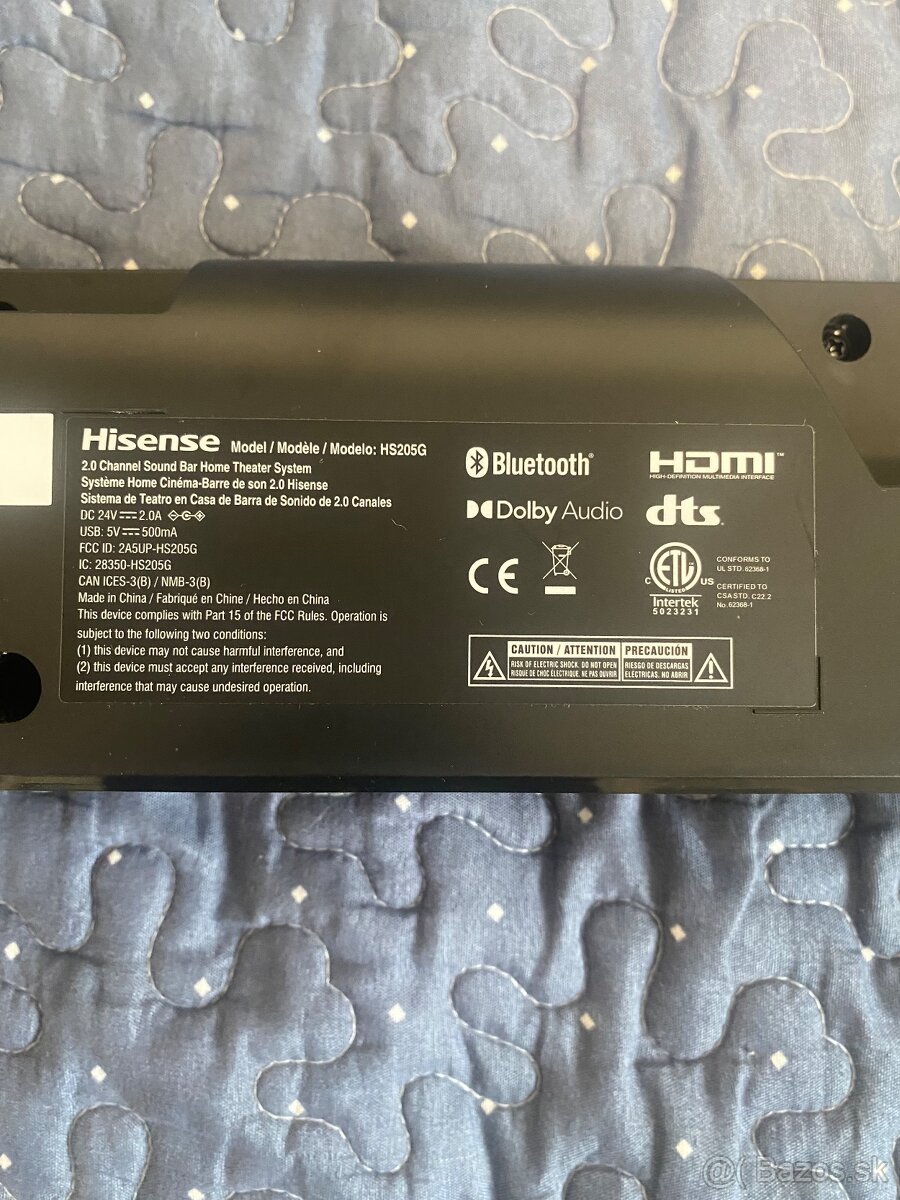 Hisense Model / Modèle / Modelo: HS205G
2.0 Channel Sound Bar Home Theater System
Système Home Cinéma-Barre de son 2.0 Hisense
Sistema de Teatro en Casa de Barra de Sonido de 2.0 Canales
DC 24V⎓2.0A
USB: 5V⎓500mA
FCC ID: 2A5UP-HS205G
IC: 28350-HS205G
CAN ICES-3(B) / NMB-3(B)
Made in China / Fabriqué en Chine / Hecho en China
This device complies with Part 15 of the FCC Rules. Operation is
subject to the following two conditions:
(1) this device may not cause harmful interference, and
(2) this device must accept any interference received, including
interference that may cause undesired operation.
Bluetooth®
HDMI™
HIGH-DEFINITION MULTIMEDIA INTERFACE
Dolby Audio
dts
CE
C ETL US
LISTED
Intertek
5023231
CONFORMS TO
UL STD. 62368-1
CERTIFIED TO
CSA STD. C22.2
No. 62368-1
CAUTION / ATTENTION
RISK OF ELECTRIC SHOCK. DO NOT OPEN
RISQUE DE CHOC ELECTRIQUE. NE PAS OUVRIR
PRECAUCIÓN
RIESGO DE DESCARGAS
ELECTRICAS. NO ABRIR
@( Bazos.sk